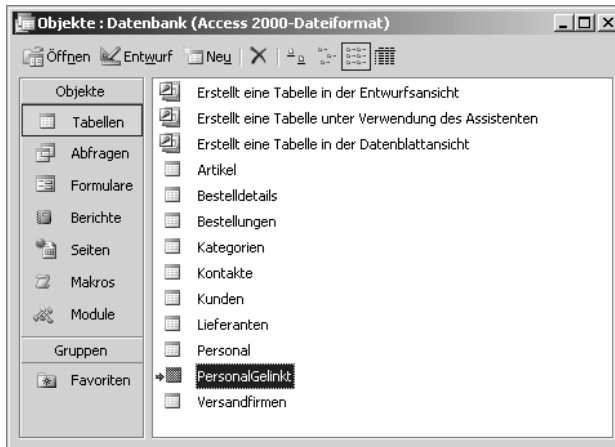 Objekte : Datenbank (Access 2000-Dateiformat)
Öffnen Entwurf Neu
Objekte
Tabellen
Abfragen
Formulare
Berichte
Seiten
Makros
Module
Gruppen
Favoriten
Erstellt eine Tabelle in der Entwurfsansicht
Erstellt eine Tabelle unter Verwendung des Assistenten
Erstellt eine Tabelle in der Datenblattansicht
Artikel
Bestelldetails
Bestellungen
Kategorien
Kontakte
Kunden
Lieferanten
Personal
PersonalGelinkt
Versandfirmen